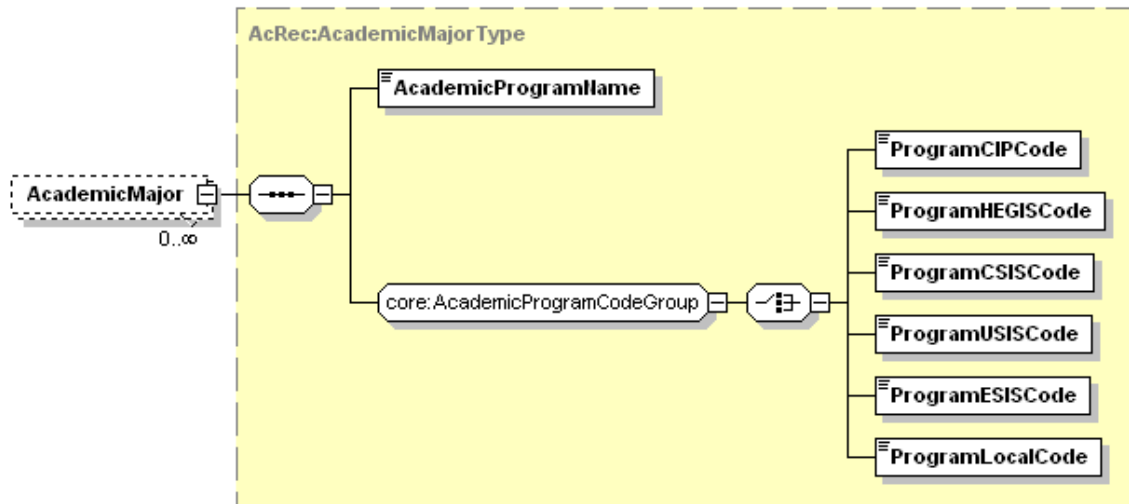 AcRec:AcademicMajorType
AcademicProgramName
AcademicMajor
0..∞
core:AcademicProgramCodeGroup
ProgramCIPCode
ProgramHEGISCode
ProgramCSISCode
ProgramUSISCode
ProgramESISCode
ProgramLocalCode